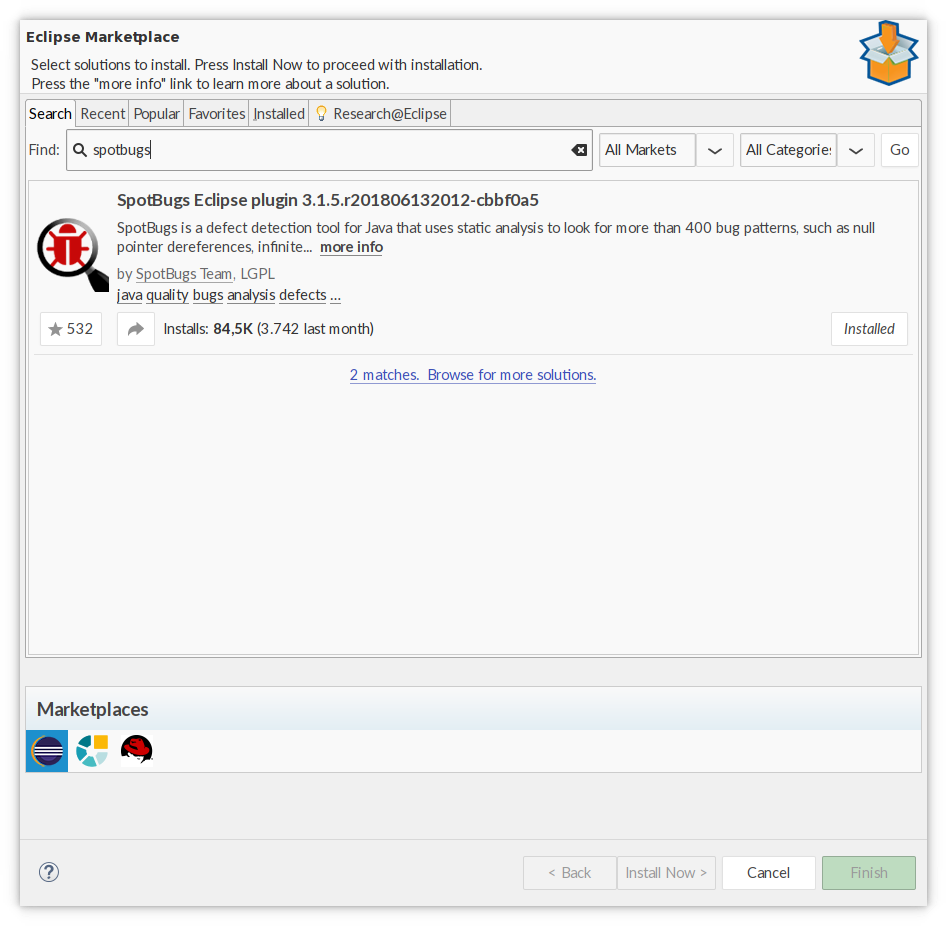 Eclipse Marketplace
Select solutions to install. Press Install Now to proceed with installation.
Press the "more info" link to learn more about a solution.
Search Recent Popular Favorites Installed Research@Eclipse
Find: spotbugs All Markets All Categories Go
SpotBugs Eclipse plugin 3.1.5.r201806132012-cbbf0a5
SpotBugs is a defect detection tool for Java that uses static analysis to look for more than 400 bug patterns, such as null
pointer dereferences, infinite... more info
by SpotBugs Team, LGPL
java quality bugs analysis defects ...
532 Installs: 84,5K (3.742 last month) Installed
2 matches. Browse for more solutions.
Marketplaces
? < Back Install Now > Cancel Finish